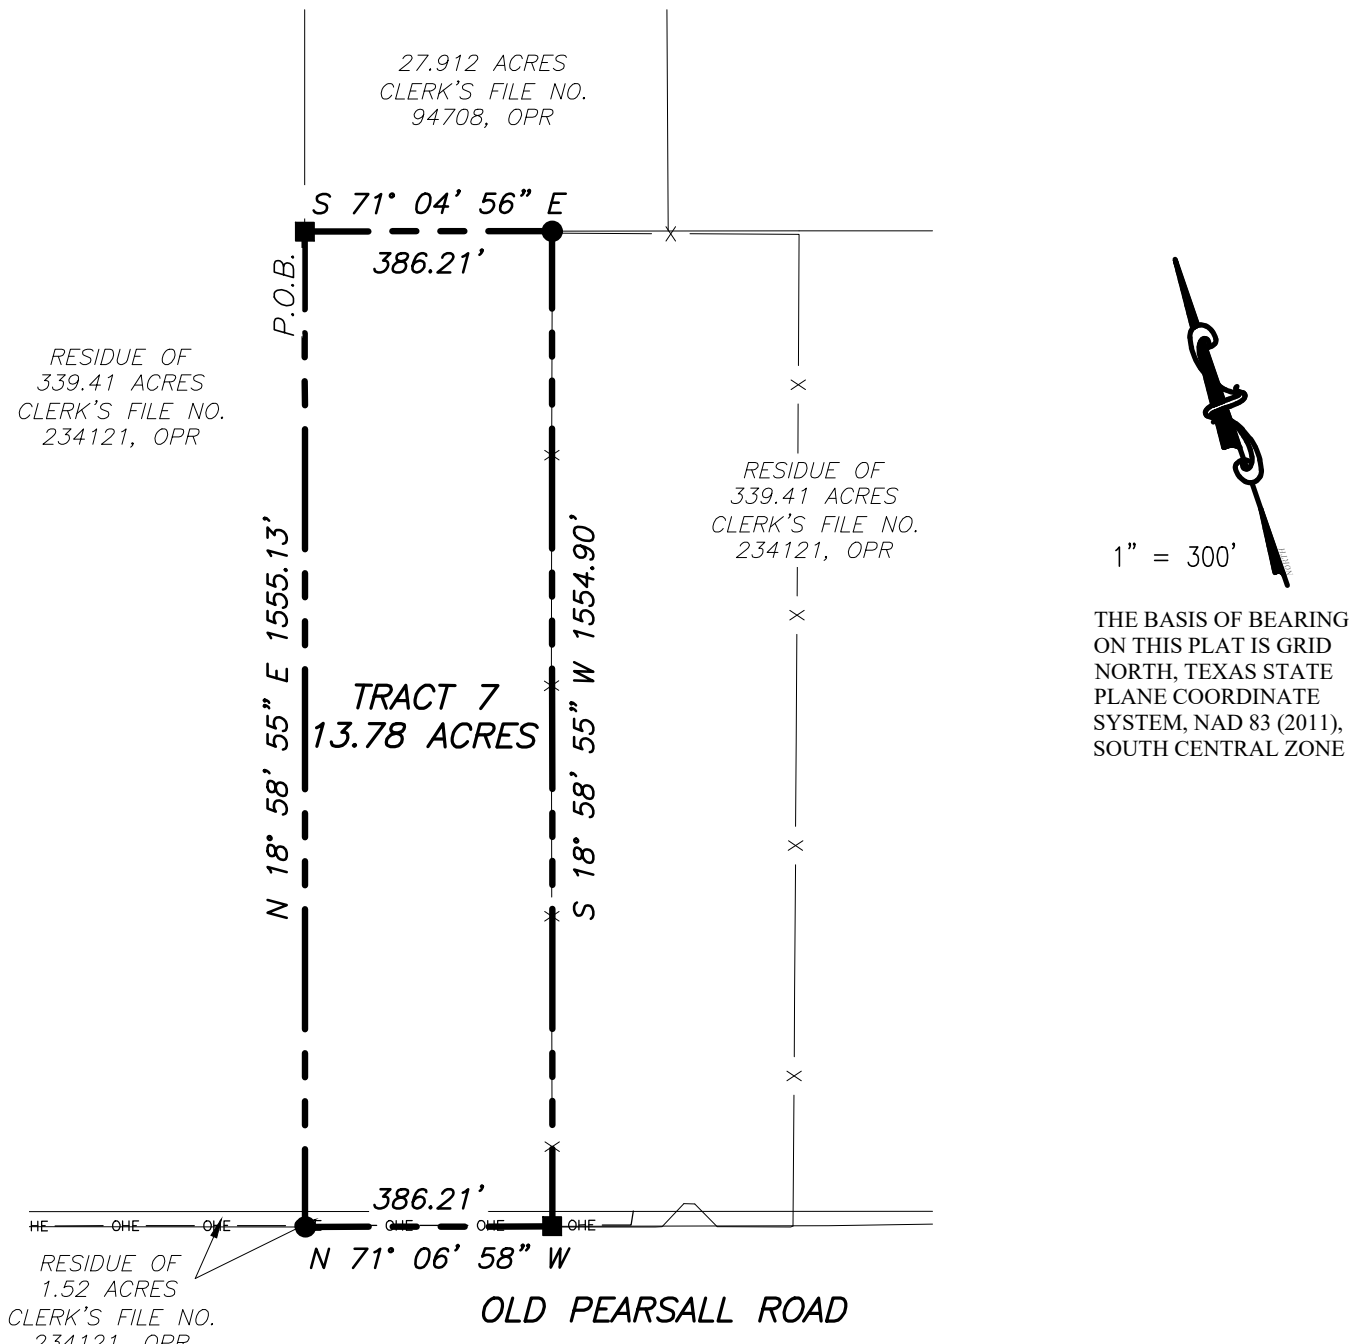 27.912 ACRES
CLERK'S FILE NO.
94708, OPR
S 71° 04' 56" E
386.21'
P.O.B.
RESIDUE OF
339.41 ACRES
CLERK'S FILE NO.
234121, OPR
N 18° 58' 55" E 1555.13'
TRACT 7
13.78 ACRES
S 18° 58' 55" W 1554.90'
RESIDUE OF
339.41 ACRES
CLERK'S FILE NO.
234121, OPR
1" = 300'
THE BASIS OF BEARING
ON THIS PLAT IS GRID
NORTH, TEXAS STATE
PLANE COORDINATE
SYSTEM, NAD 83 (2011),
SOUTH CENTRAL ZONE
386.21'
HE OHE OHE OHE OHE OHE
N 71° 06' 58" W
RESIDUE OF
1.52 ACRES
CLERK'S FILE NO.
234121, OPR
OLD PEARSALL ROAD